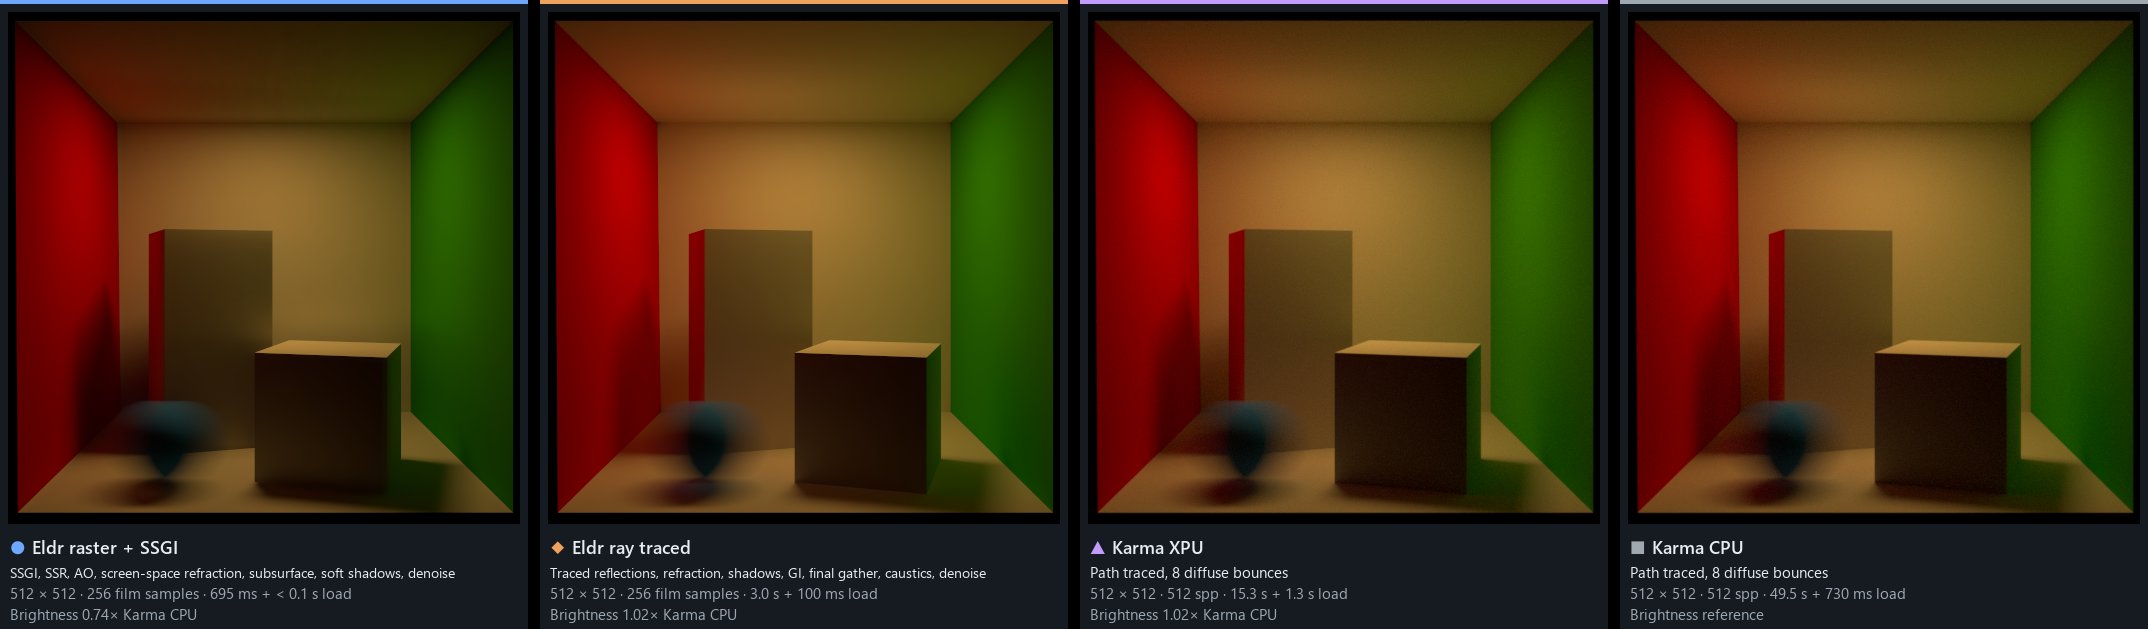 Eldr raster + SSGI
SSGI, SSR, AO, screen-space refraction, subsurface, soft shadows, denoise
512 × 512 · 256 film samples · 695 ms + < 0.1 s load
Brightness 0.74× Karma CPU
Eldr ray traced
Traced reflections, refraction, shadows, GI, final gather, caustics, denoise
512 × 512 · 256 film samples · 3.0 s + 100 ms load
Brightness 1.02× Karma CPU
Karma XPU
Path traced, 8 diffuse bounces
512 × 512 · 512 spp · 15.3 s + 1.3 s load
Brightness 1.02× Karma CPU
Karma CPU
Path traced, 8 diffuse bounces
512 × 512 · 512 spp · 49.5 s + 730 ms load
Brightness reference